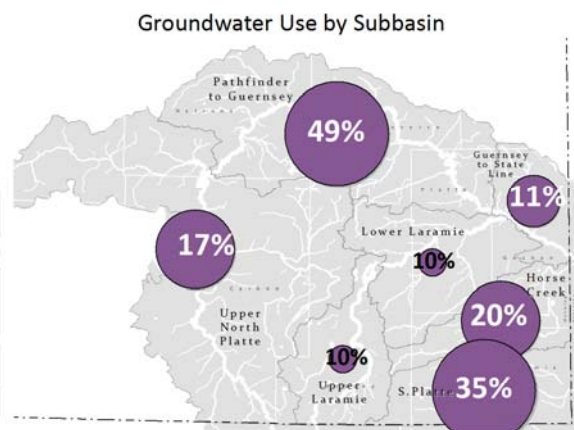 Groundwater Use by Subbasin
Pathfinder
to Guernsey
49%
Guernsey
to State
Line
11%
17%
Lower Laramie
10%
Horse
Creek
20%
Carbon
Upper
North
Platte
10%
Upper
Laramie
S.Platte
35%